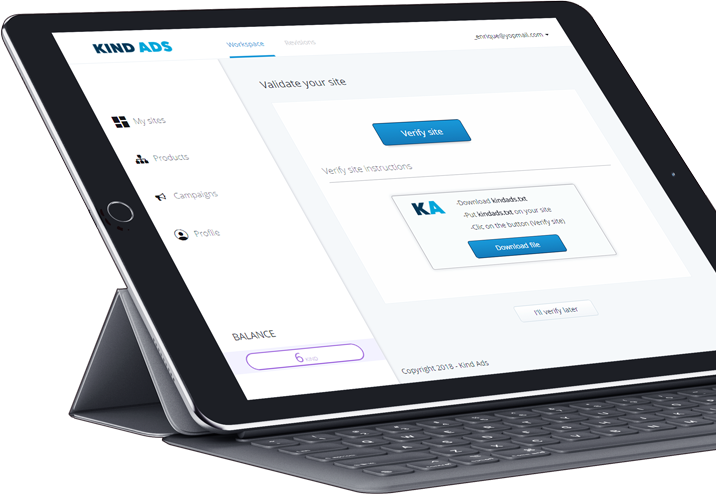 KIND ADS
Workspace
Revisions
_enrique@yopmail.com
My sites
Products
Campaigns
Profile
BALANCE
6 KIND
Validate your site
Verify site
Verify site instructions
KA
-Download kindads.txt
-Put kindads.txt on your site
-Clic on the button (Verify site)
Download file
I'll verify later
Copyright 2018 - Kind Ads